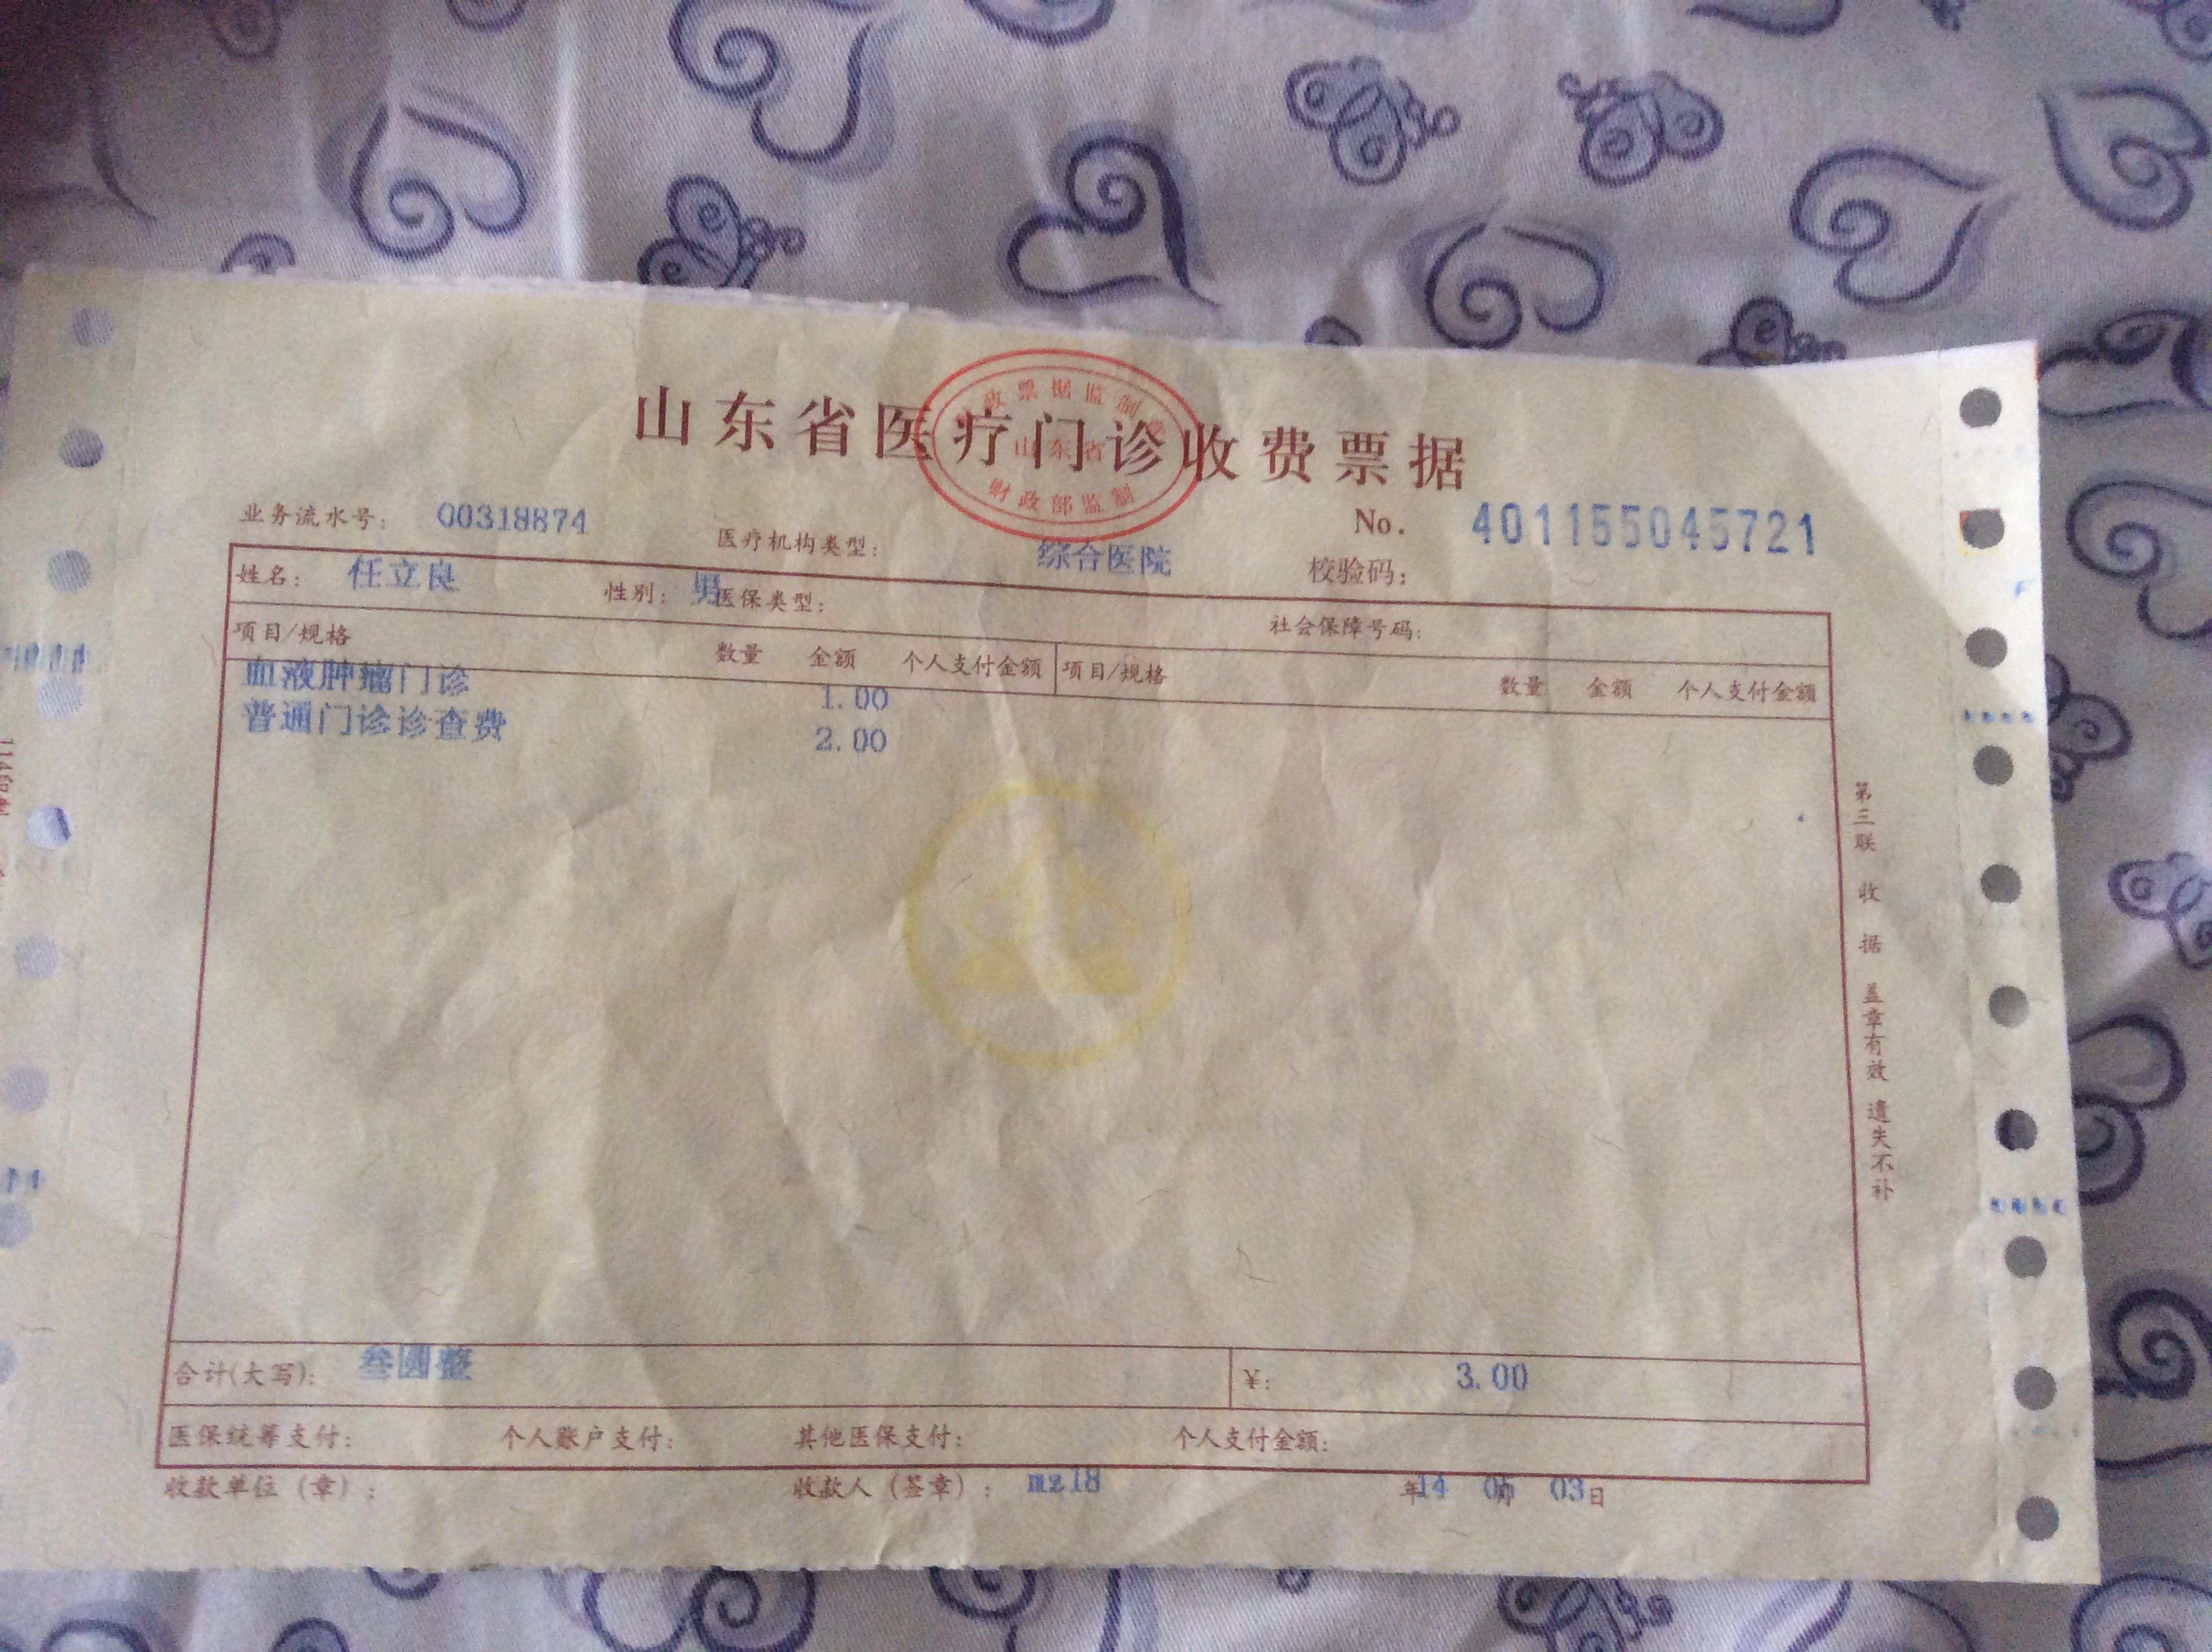 山东省医疗门诊收费票据
财政票据监制章
山东省
财政部监制
业务流水号: 00318874 医疗机构类型: 综合医院 No. 4011555045721
校验码:
姓名: 任立良 性别: 男 医保类型: 社会保障号码:
项目/规格 数量 金额 个人支付金额 项目/规格 数量 金额 个人支付金额
血液肿瘤门诊 1.00
普通门诊诊查费 2.00
第三联 收据 盖章有效 遗失不补
合计(大写): 叁圆整 ¥: 3.00
医保统筹支付: 个人账户支付: 其他医保支付: 个人支付金额:
收款单位(章): 收款人(签章): mz18 14 年 月 03 日